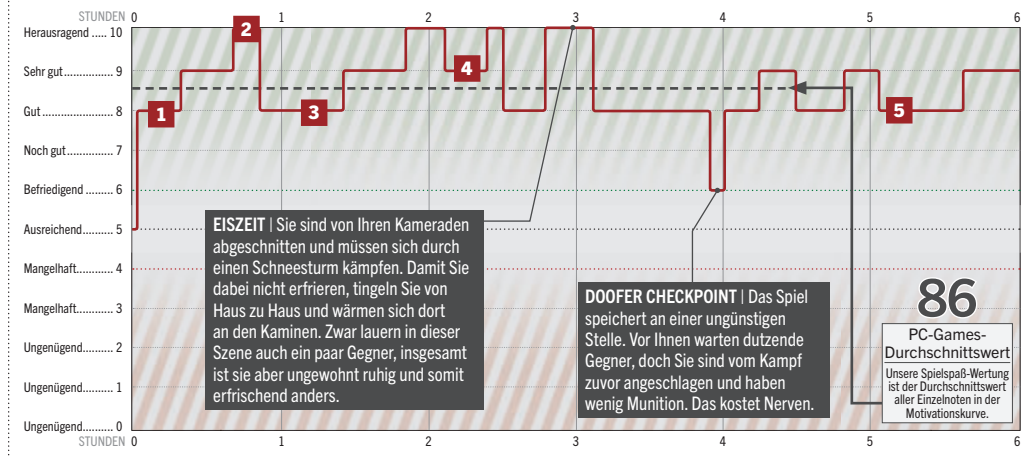 STUNDEN 0 1 2 3 4 5 6
Herausragend ..... 10
Sehr gut ............... 9
Gut ........................ 8
Noch gut ............... 7
Befriedigend ......... 6
Ausreichend .......... 5
Mangelhaft ............ 4
Mangelhaft ............ 3
Ungenügend .......... 2
Ungenügend .......... 1
Ungenügend .......... 0
STUNDEN 0 1 2 3 4 5 6
1
2
3
4
5
EISZEIT | Sie sind von Ihren Kameraden
abgeschnitten und müssen sich durch
einen Schneesturm kämpfen. Damit Sie
dabei nicht erfrieren, tingeln Sie von
Haus zu Haus und wärmen sich dort
an den Kaminen. Zwar lauern in dieser
Szene auch ein paar Gegner, insgesamt
ist sie aber ungewohnt ruhig und somit
erfrischend anders.
DOOFER CHECKPOINT | Das Spiel
speichert an einer ungünstigen
Stelle. Vor Ihnen warten dutzende
Gegner, doch Sie sind vom Kampf
zuvor angeschlagen und haben
wenig Munition. Das kostet Nerven.
86
PC-Games-
Durchschnittswert
Unsere Spielspaß-Wertung
ist der Durchschnittswert
aller Einzelnoten in der
Motivationskurve.